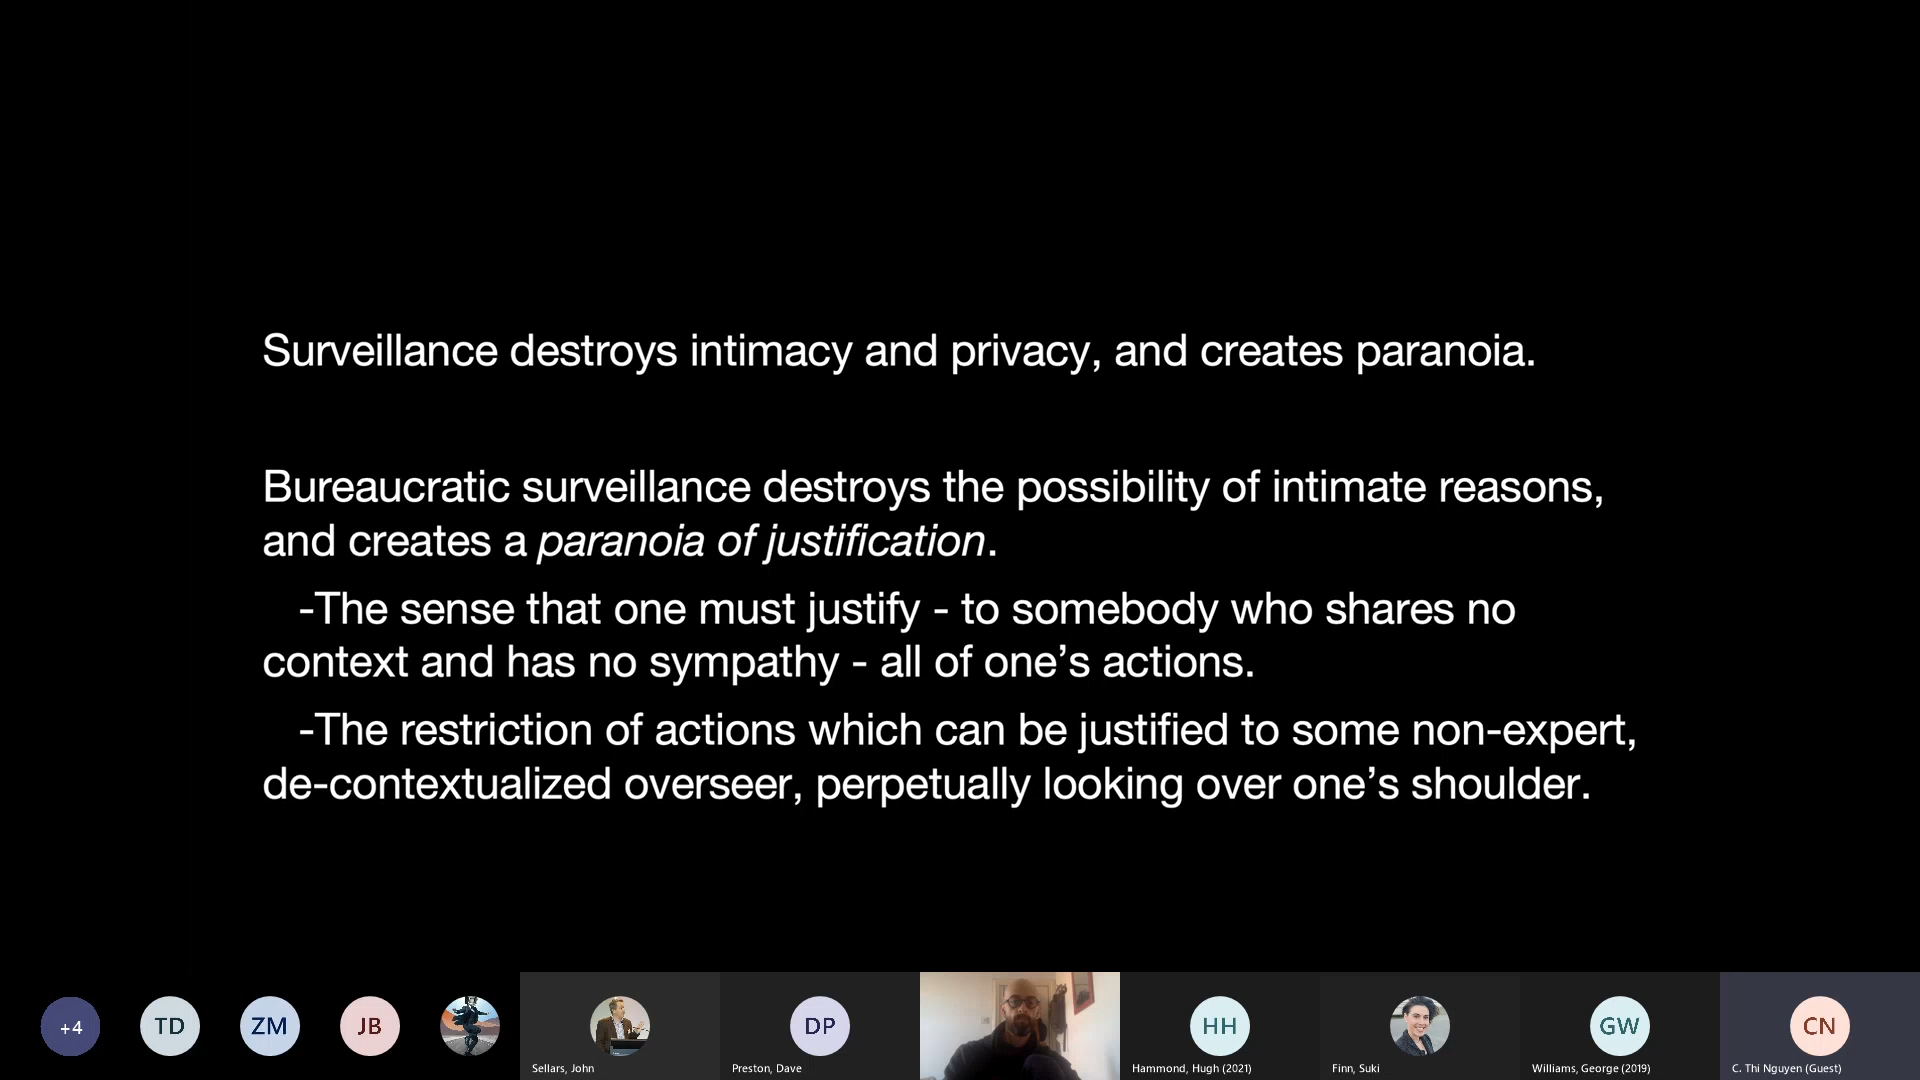 Surveillance destroys intimacy and privacy, and creates paranoia.
Bureaucratic surveillance destroys the possibility of intimate reasons,
and creates a paranoia of justification.
-The sense that one must justify - to somebody who shares no
context and has no sympathy - all of one’s actions.
-The restriction of actions which can be justified to some non-expert,
de-contextualized overseer, perpetually looking over one’s shoulder.
+4
TD
ZM
JB
Sellars, John
DP
Preston, Dave
HH
Hammond, Hugh (2021)
Finn, Suki
GW
Williams, George (2019)
CN
C. Thi Nguyen (Guest)